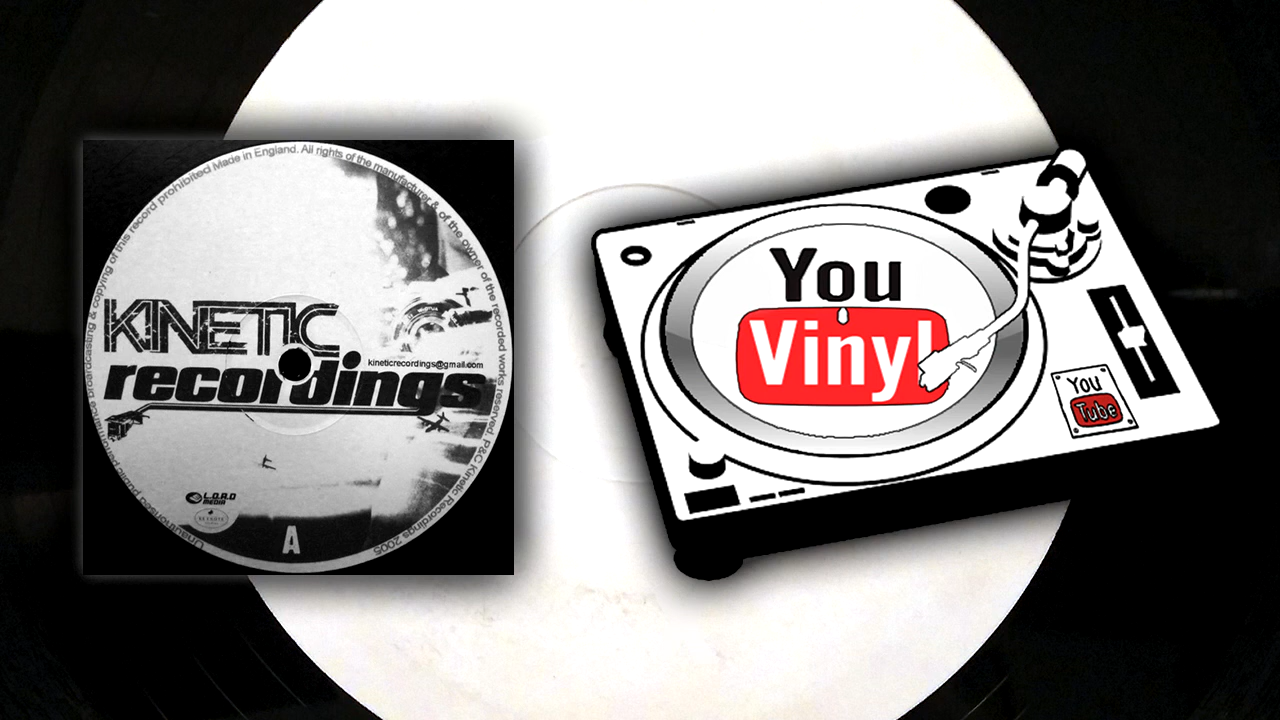 Unauthorised public performance broadcasting & copying of this record prohibited Made in England. All rights of the manufacturer & of the owner of the recorded works reserved P&C Kinetic Recordings 2005
KINETIC
kineticrecordings@gmail.com
recordings
L.O.R.D
MEDIA
A
You
Vinyl
You
Tube